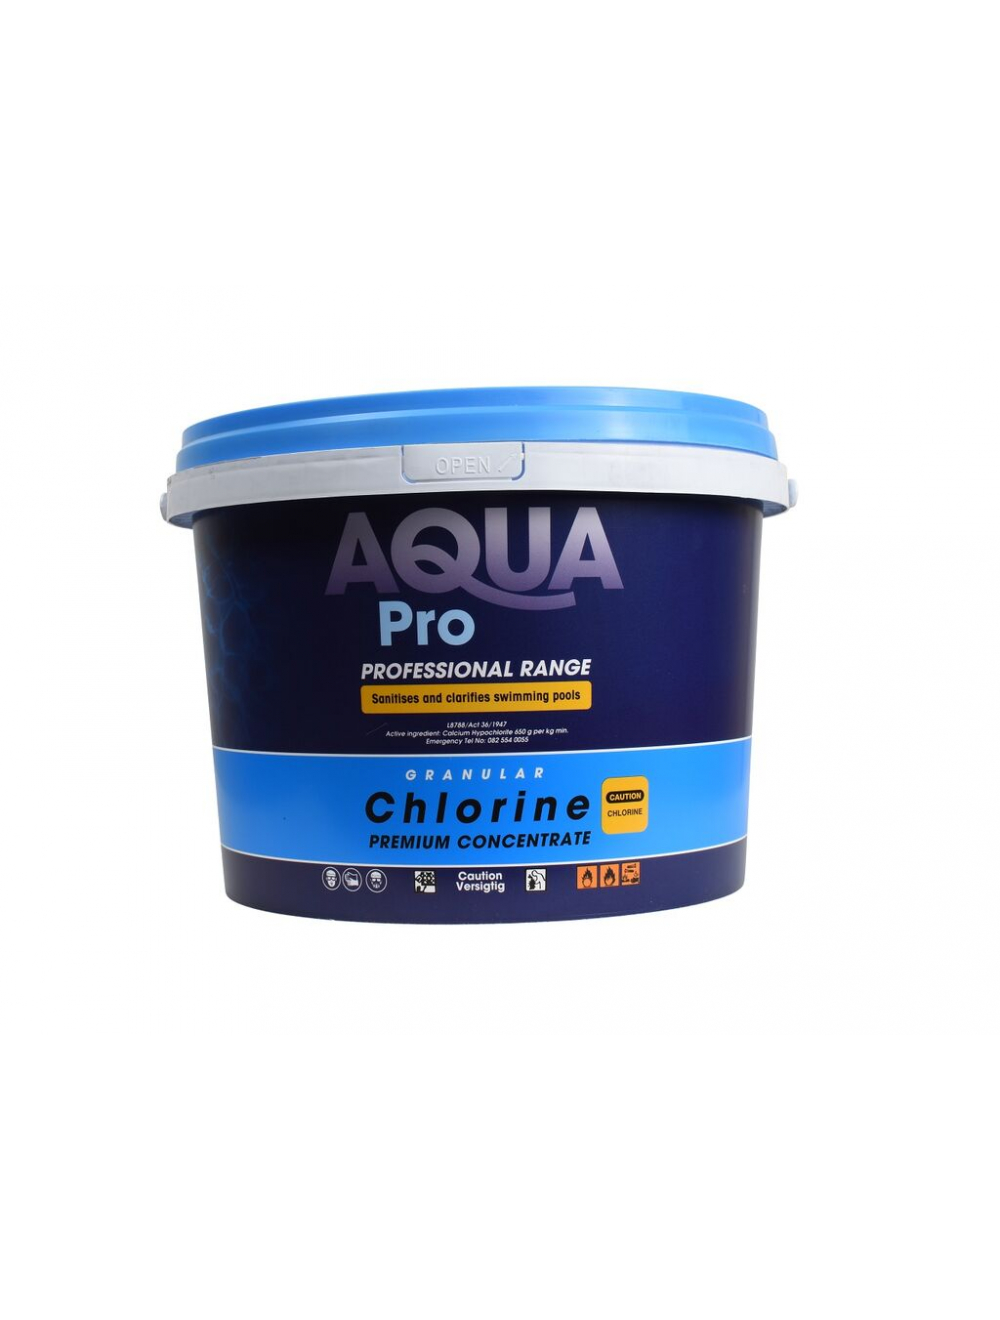 OPEN
AQUA
Pro
PROFESSIONAL RANGE
Sanitises and clarifies swimming pools
L8788/Act 36/1947
Active ingredient: Calcium Hypochlorite 650 g per kg min.
Emergency Tel No: 082 554 0055
GRANULAR
Chlorine
PREMIUM CONCENTRATE
CAUTION
CHLORINE
Caution
Versigtig